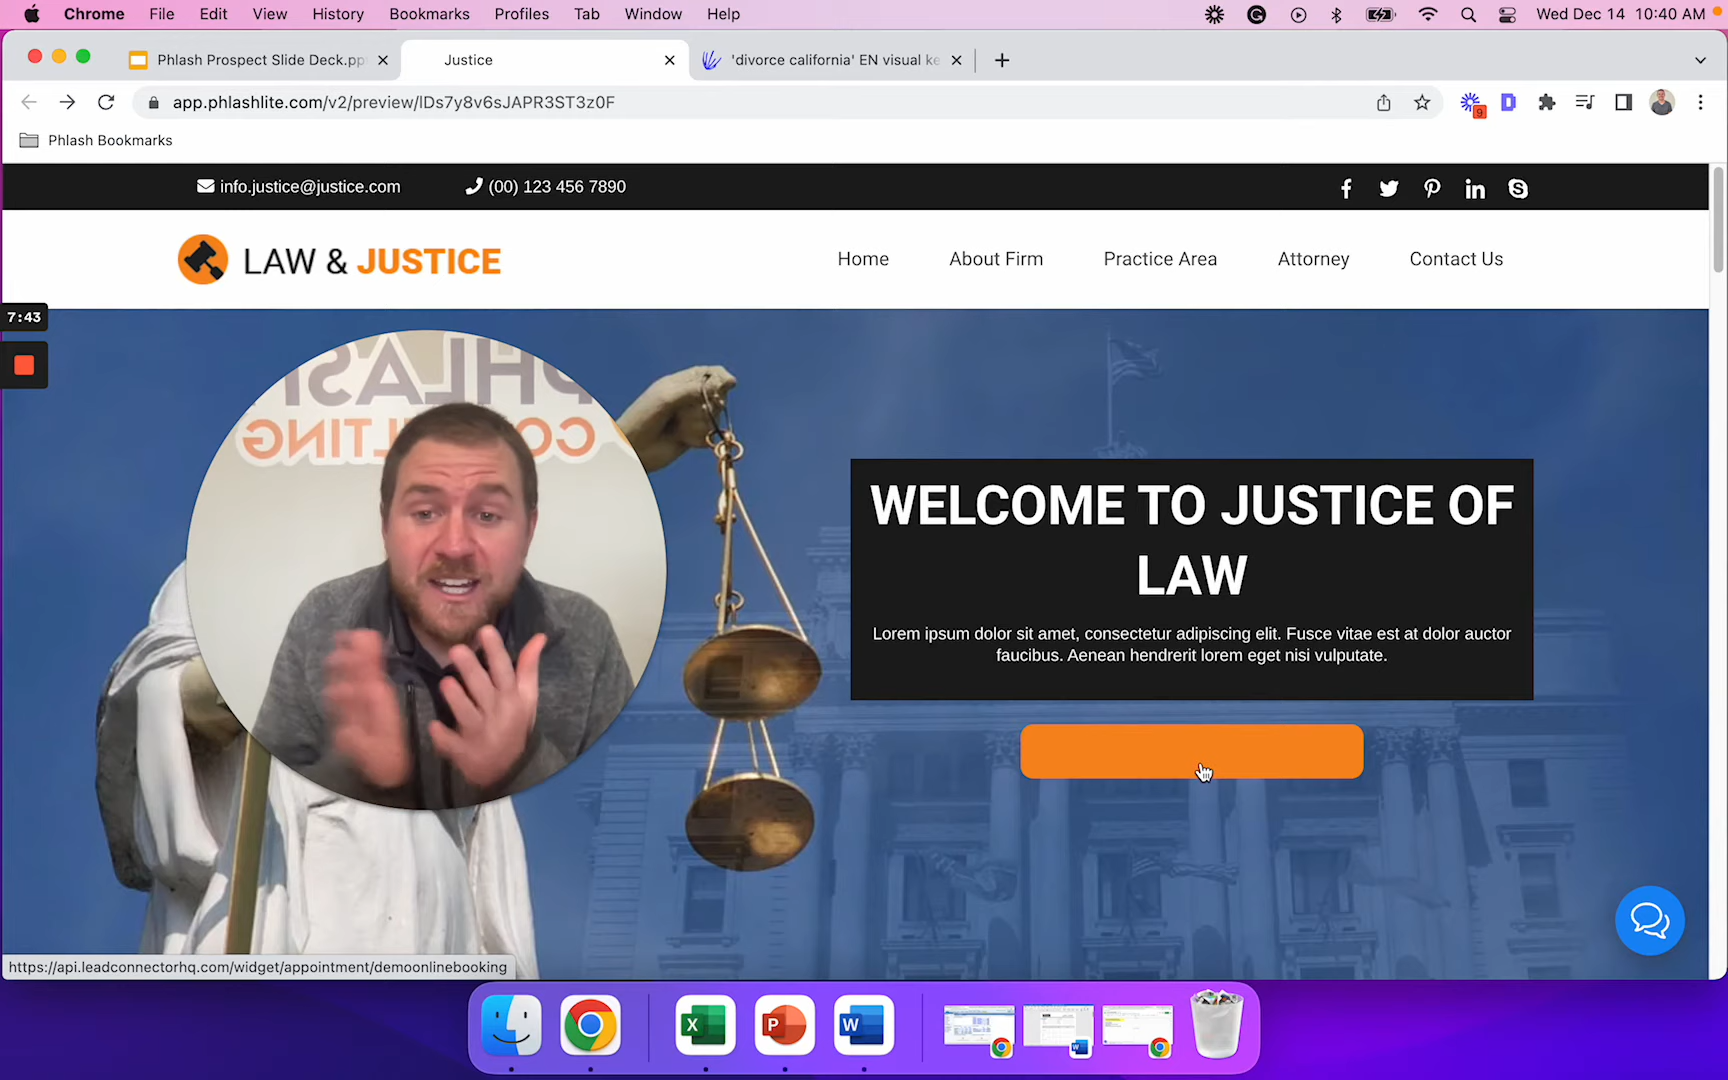 Chrome File Edit View History Bookmarks Profiles Tab Window Help
Wed Dec 14 10:40 AM
Phlash Prospect Slide Deck.pp
Justice
'divorce california' EN visual ke
app.phlashlite.com/v2/preview/lDs7y8v6sJAPR3ST3z0F
9
Phlash Bookmarks
info.justice@justice.com
(00) 123 456 7890
LAW & JUSTICE
Home About Firm Practice Area Attorney Contact Us
7:43
PHLASH
CONSULTING
WELCOME TO JUSTICE OF
LAW
Lorem ipsum dolor sit amet, consectetur adipiscing elit. Fusce vitae est at dolor auctor
faucibus. Aenean hendrerit lorem eget nisi vulputate.
https://api.leadconnectorhq.com/widget/appointment/demoonlinebooking
X
P
W